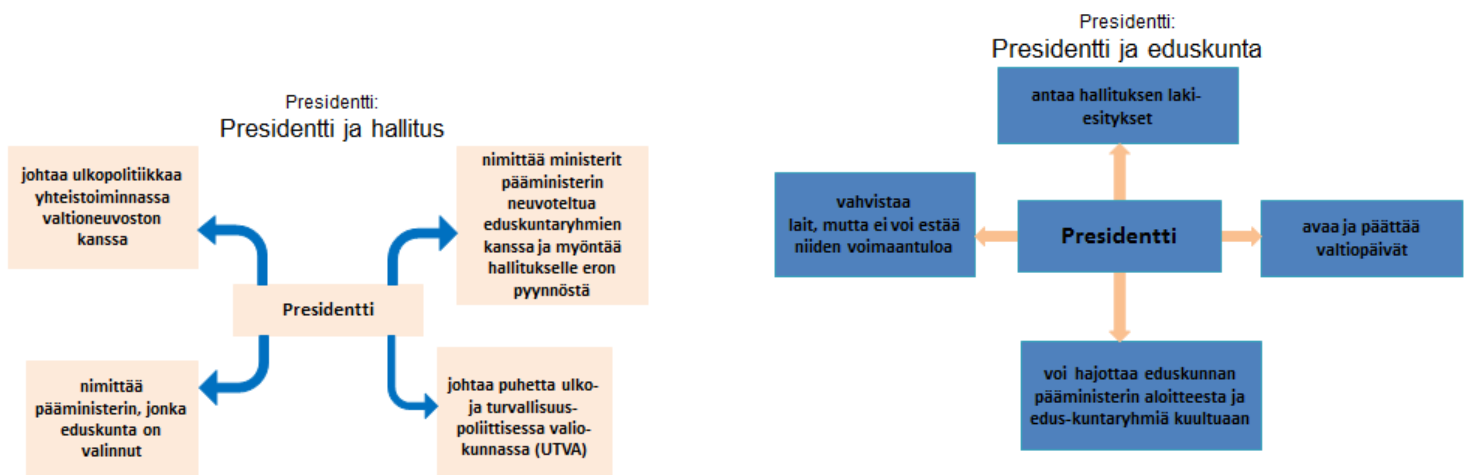 Presidentti:
Presidentti ja hallitus
johtaa ulkopolitiikkaa
yhteistoiminnassa
valtioneuvoston
kanssa
nimittää ministerit
pääministerin
neuvoteltua
eduskuntaryhmien
kanssa ja myöntää
hallitukselle eron
pyynnöstä
Presidentti
nimittää
pääministerin, jonka
eduskunta on
valinnut
johtaa puhetta ulko-
ja turvallisuus-
poliittisessa valio-
kunnassa (UTVA)
Presidentti:
Presidentti ja eduskunta
antaa hallituksen laki-
esitykset
vahvistaa
lait, mutta ei voi estää
niiden voimaantuloa
Presidentti
avaa ja päättää
valtiopäivät
voi hajottaa eduskunnan
pääministerin aloitteesta ja
edus-kuntaryhmiä kuultuaan